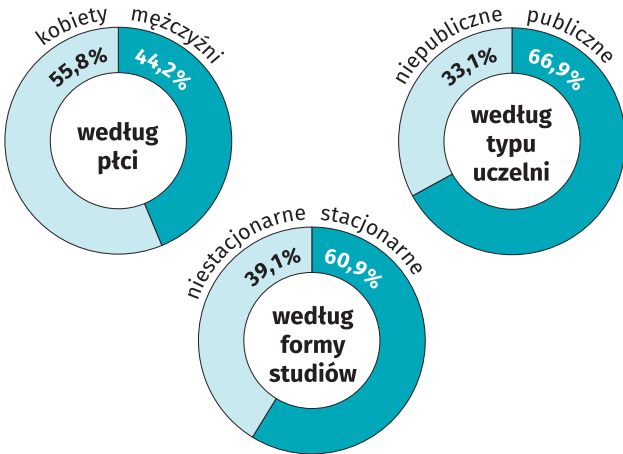 kobiety mężczyźni
55,8% 44,2%
według
płci
niepubliczne publiczne
33,1% 66,9%
według
typu
uczelni
niestacjonarne stacjonarne
39,1% 60,9%
według
formy
studiów